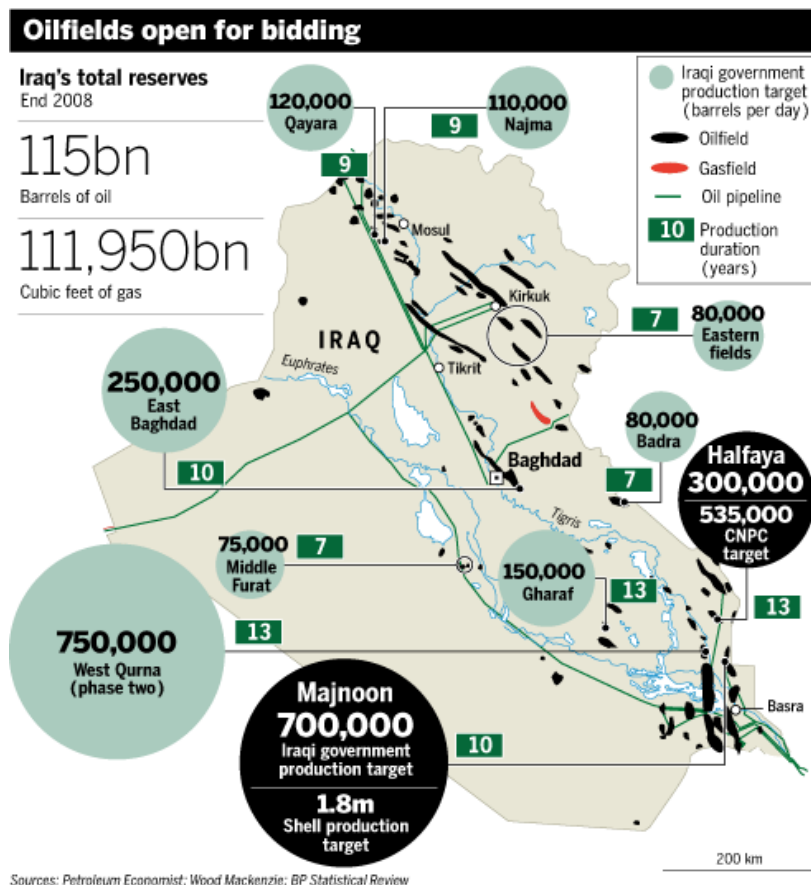 Oilfields open for bidding
Iraq's total reserves
End 2008
115bn
Barrels of oil
111,950bn
Cubic feet of gas
Iraqi government
production target
(barrels per day)
Oilfield
Gasfield
Oil pipeline
10 Production
duration
(years)
120,000
Qayara
9
110,000
Najma
9
Mosul
Kirkuk
7
80,000
Eastern
fields
IRAQ
Euphrates
Tikrit
250,000
East
Baghdad
10
80,000
Badra
7
Baghdad
Tigris
Halfaya
300,000
535,000
CNPC
target
13
75,000
Middle
Furat
7
150,000
Gharaf
13
750,000
West Qurna
(phase two)
13
Majnoon
700,000
Iraqi government
production target
1.8m
Shell production
target
10
Basra
200 km
Sources: Petroleum Economist; Wood Mackenzie; BP Statistical Review